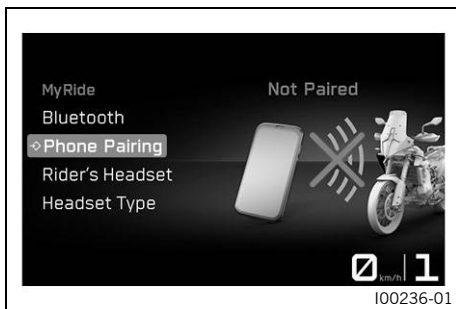 MyRide
Not Paired
Bluetooth
Phone Pairing
Rider's Headset
Headset Type
0 km/h 1
I00236-01